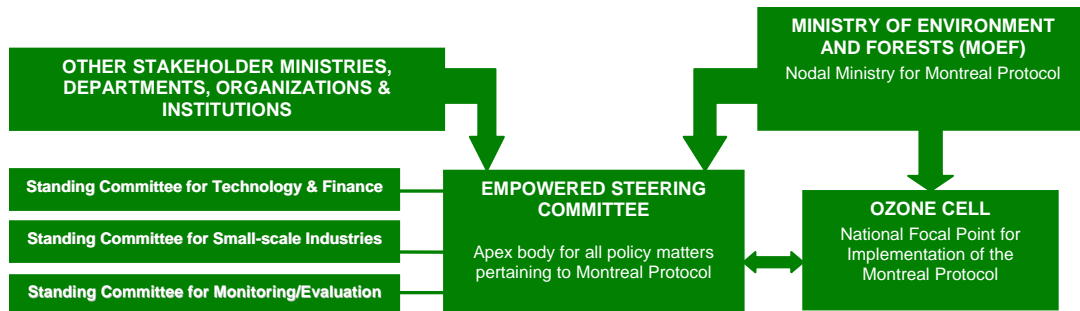 OTHER STAKEHOLDER MINISTRIES,
DEPARTMENTS, ORGANIZATIONS &
INSTITUTIONS
MINISTRY OF ENVIRONMENT
AND FORESTS (MOEF)
Nodal Ministry for Montreal Protocol
Standing Committee for Technology & Finance
Standing Committee for Small-scale Industries
Standing Committee for Monitoring/Evaluation
EMPOWERED STEERING
COMMITTEE
Apex body for all policy matters
pertaining to Montreal Protocol
OZONE CELL
National Focal Point for
Implementation of the
Montreal Protocol